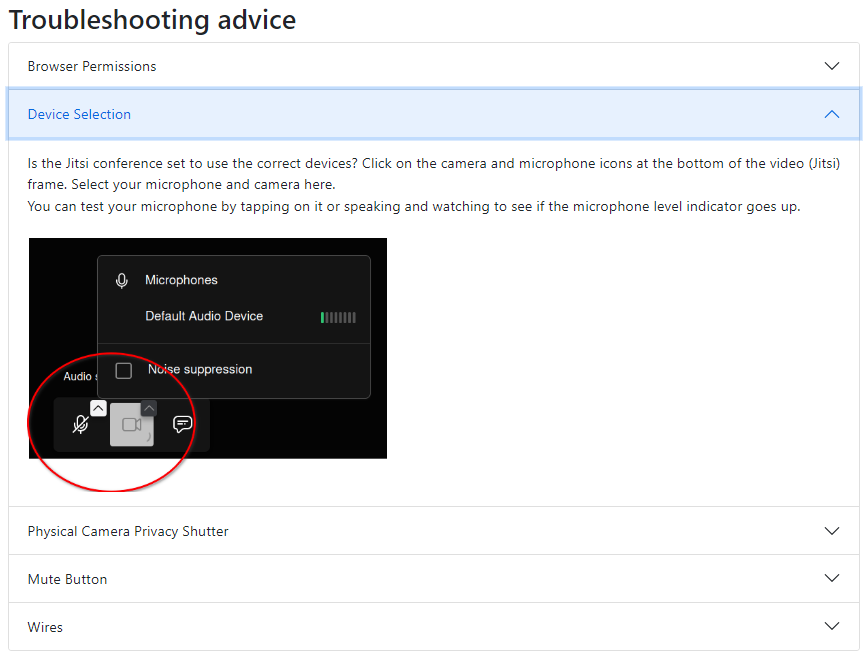 Troubleshooting advice
Browser Permissions
Device Selection
Is the Jitsi conference set to use the correct devices? Click on the camera and microphone icons at the bottom of the video (Jitsi)
frame. Select your microphone and camera here.
You can test your microphone by tapping on it or speaking and watching to see if the microphone level indicator goes up.
Microphones
Default Audio Device
Noise suppression
Audio
Physical Camera Privacy Shutter
Mute Button
Wires